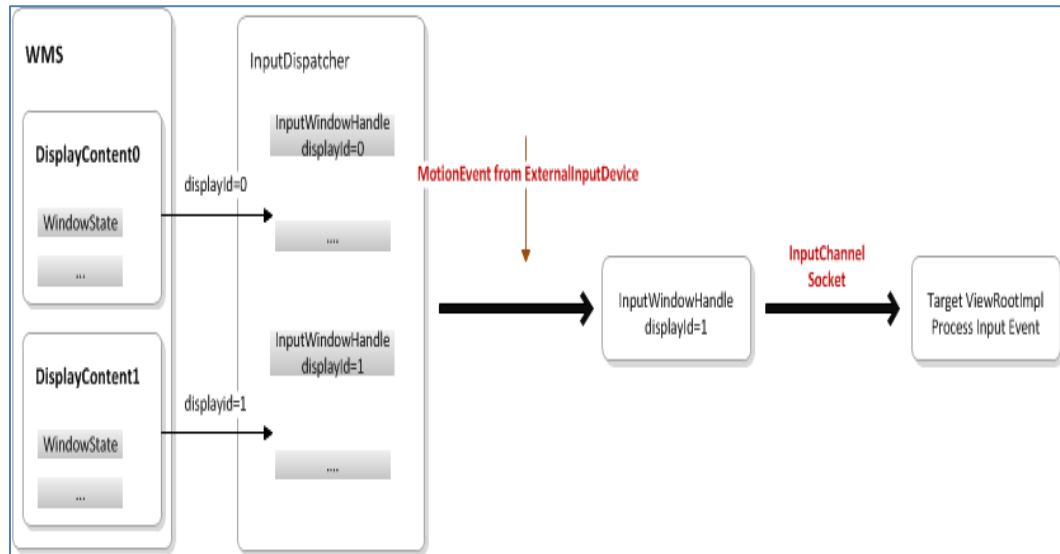 WMS
DisplayContent0
WindowState
...
DisplayContent1
WindowState
...
displayId=0
displayid=1
InputDispatcher
InputWindowHandle
displayId=0
....
InputWindowHandle
displayId=1
....
MotionEvent from ExternalInputDevice
InputWindowHandle
displayId=1
InputChannel
Socket
Target ViewRootImpl
Process Input Event